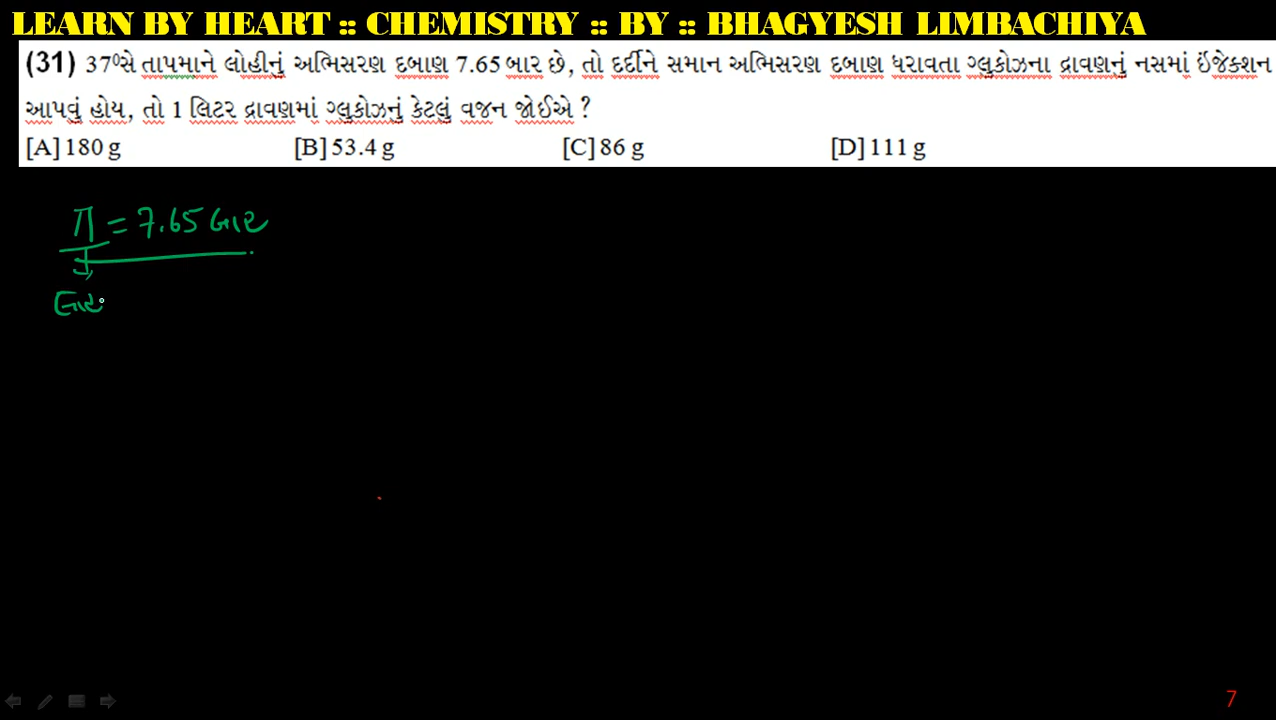 LEARN BY HEART :: CHEMISTRY :: BY :: BHAGYESH LIMBACHIYA
(31) 37⁰સે તાપમાને લોહીનું અભિસરણ દબાણ 7.65 બાર છે, તો દર્દીને સમાન અભિસરણ દબાણ ધરાવતા ગ્લુકોઝના દ્રાવણનું નસમાં ઈંજેક્શન
આપવું હોય, તો 1 લિટર દ્રાવણમાં ગ્લુકોઝનું કેટલું વજન જોઈએ ?
[A] 180 g [B] 53.4 g [C] 86 g [D] 111 g
π = 7.65 બાર
બાર
7